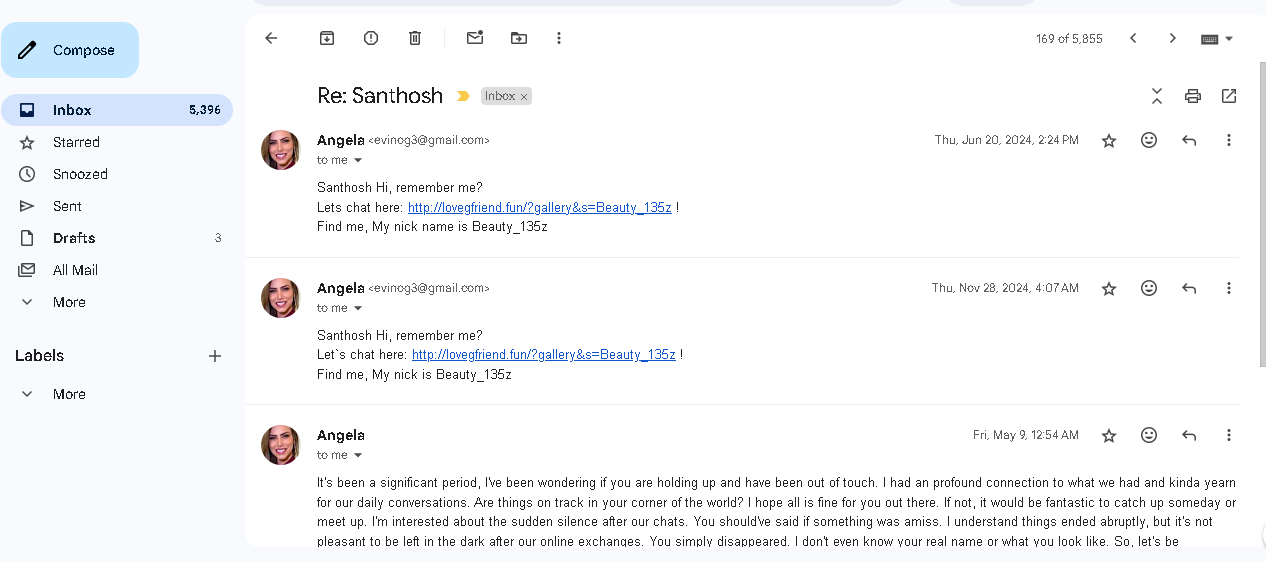 Compose
169 of 5,855
Inbox 5,396
Starred
Snoozed
Sent
Drafts 3
All Mail
More
Labels
More
Re: Santhosh Inbox
Angela <evinog3@gmail.com> Thu, Jun 20, 2024, 2:24 PM
to me
Santhosh Hi, remember me?
Lets chat here: http://lovegfriend.fun/?gallery&s=Beauty_135z !
Find me, My nick name is Beauty_135z
Angela <evinog3@gmail.com> Thu, Nov 28, 2024, 4:07 AM
to me
Santhosh Hi, remember me?
Let`s chat here: http://lovegfriend.fun/?gallery&s=Beauty_135z !
Find me, My nick is Beauty_135z
Angela Fri, May 9, 12:54 AM
to me
It's been a significant period, I've been wondering if you are holding up and have been out of touch. I had an profound connection to what we had and kinda yearn
for our daily conversations. Are things on track in your corner of the world? I hope all is fine for you out there. If not, it would be fantastic to catch up someday or
meet up. I'm interested about the sudden silence after our chats. You should've said if something was amiss. I understand things ended abruptly, but it's not
pleasant to be left in the dark after our online exchanges. You simply disappeared. I don't even know your real name or what you look like. So, let's be